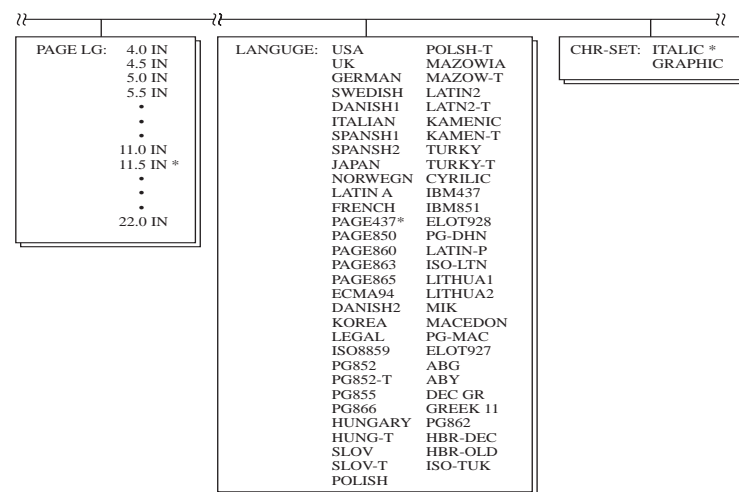 PAGE LG: 4.0 IN
4.5 IN
5.0 IN
5.5 IN
•
•
•
11.0 IN
11.5 IN *
•
•
•
22.0 IN
LANGUGE: USA POLSH-T
UK MAZOWIA
GERMAN MAZOW-T
SWEDISH LATIN2
DANISH1 LATN2-T
ITALIAN KAMENIC
SPANSH1 KAMEN-T
SPANSH2 TURKY
JAPAN TURKY-T
NORWEGN CYRILIC
LATIN A IBM437
FRENCH IBM851
PAGE437* ELOT928
PAGE850 PG-DHN
PAGE860 LATIN-P
PAGE863 ISO-LTN
PAGE865 LITHUA1
ECMA94 LITHUA2
DANISH2 MIK
KOREA MACEDON
LEGAL PG-MAC
ISO8859 ELOT927
PG852 ABG
PG852-T ABY
PG855 DEC GR
PG866 GREEK 11
HUNGARY PG862
HUNG-T HBR-DEC
SLOV HBR-OLD
SLOV-T ISO-TUK
POLISH
CHR-SET: ITALIC *
GRAPHIC